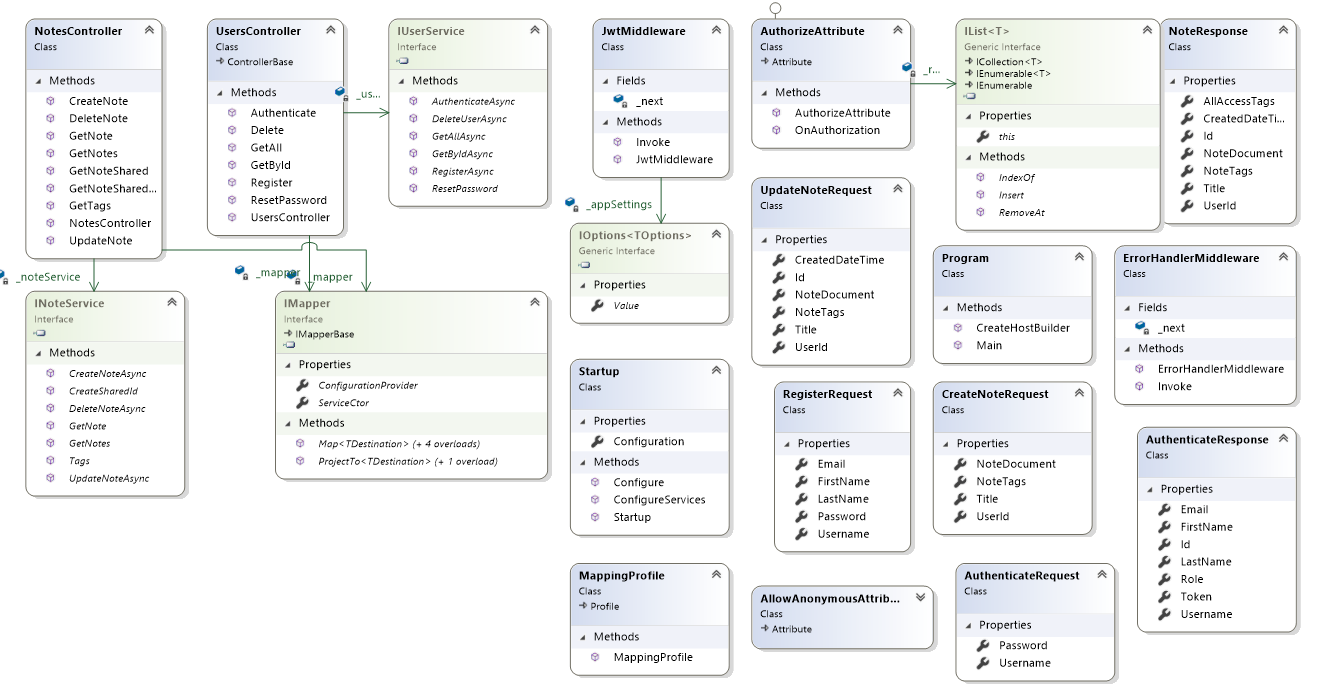 NotesController
Class
Methods
CreateNote
DeleteNote
GetNote
GetNotes
GetNoteShared
GetNoteShared...
GetTags
NotesController
UpdateNote
UsersController
Class
ControllerBase
Methods
Authenticate
Delete
GetAll
GetById
Register
ResetPassword
UsersController
_us...
IUserService
Interface
Methods
AuthenticateAsync
DeleteUserAsync
GetAllAsync
GetByIdAsync
RegisterAsync
ResetPassword
_noteService
_mapper
_mapper
INoteService
Interface
Methods
CreateNoteAsync
CreateSharedId
DeleteNoteAsync
GetNote
GetNotes
Tags
UpdateNoteAsync
IMapper
Interface
IMapperBase
Properties
ConfigurationProvider
ServiceCtor
Methods
Map<TDestination> (+ 4 overloads)
ProjectTo<TDestination> (+ 1 overload)
JwtMiddleware
Class
Fields
_next
Methods
Invoke
JwtMiddleware
_appSettings
IOptions<TOptions>
Generic Interface
Properties
Value
Startup
Class
Properties
Configuration
Methods
Configure
ConfigureServices
Startup
MappingProfile
Class
Profile
Methods
MappingProfile
AuthorizeAttribute
Class
Attribute
Methods
AuthorizeAttribute
OnAuthorization
_r...
UpdateNoteRequest
Class
Properties
CreatedDateTime
Id
NoteDocument
NoteTags
Title
UserId
RegisterRequest
Class
Properties
Email
FirstName
LastName
Password
Username
AllowAnonymousAttrib...
Class
Attribute
IList<T>
Generic Interface
ICollection<T>
IEnumerable<T>
IEnumerable
Properties
this
Methods
IndexOf
Insert
RemoveAt
Program
Class
Methods
CreateHostBuilder
Main
CreateNoteRequest
Class
Properties
NoteDocument
NoteTags
Title
UserId
AuthenticateRequest
Class
Properties
Password
Username
NoteResponse
Class
Properties
AllAccessTags
CreatedDateTi...
Id
NoteDocument
NoteTags
Title
UserId
ErrorHandlerMiddleware
Class
Fields
_next
Methods
ErrorHandlerMiddleware
Invoke
AuthenticateResponse
Class
Properties
Email
FirstName
Id
LastName
Role
Token
Username